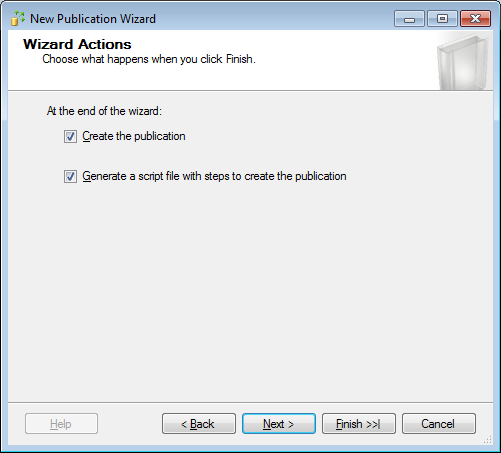 New Publication Wizard
Wizard Actions
Choose what happens when you click Finish.
At the end of the wizard:
Create the publication
Generate a script file with steps to create the publication
Help
< Back
Next >
Finish >>|
Cancel